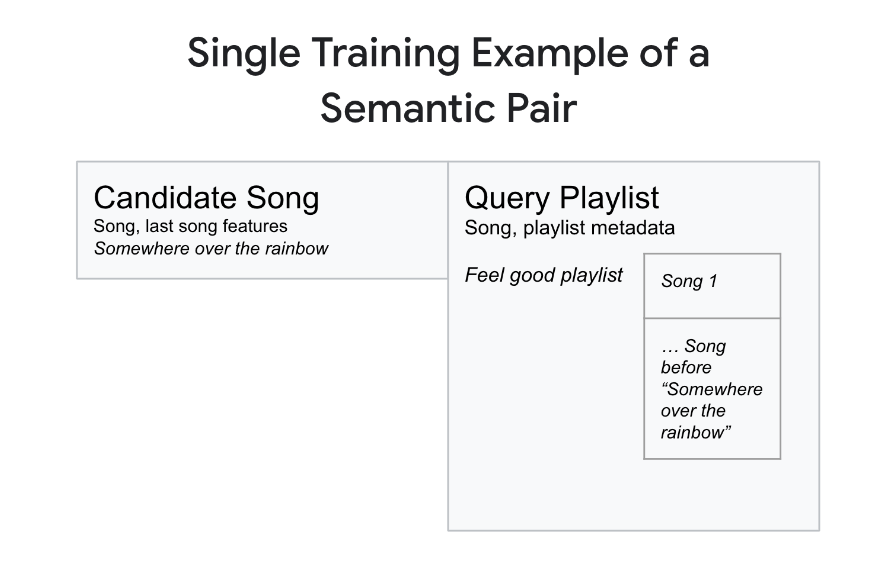 Single Training Example of a
Semantic Pair
Candidate Song
Song, last song features
Somewhere over the rainbow
Query Playlist
Song, playlist metadata
Feel good playlist
Song 1
… Song
before
“Somewhere
over the
rainbow”